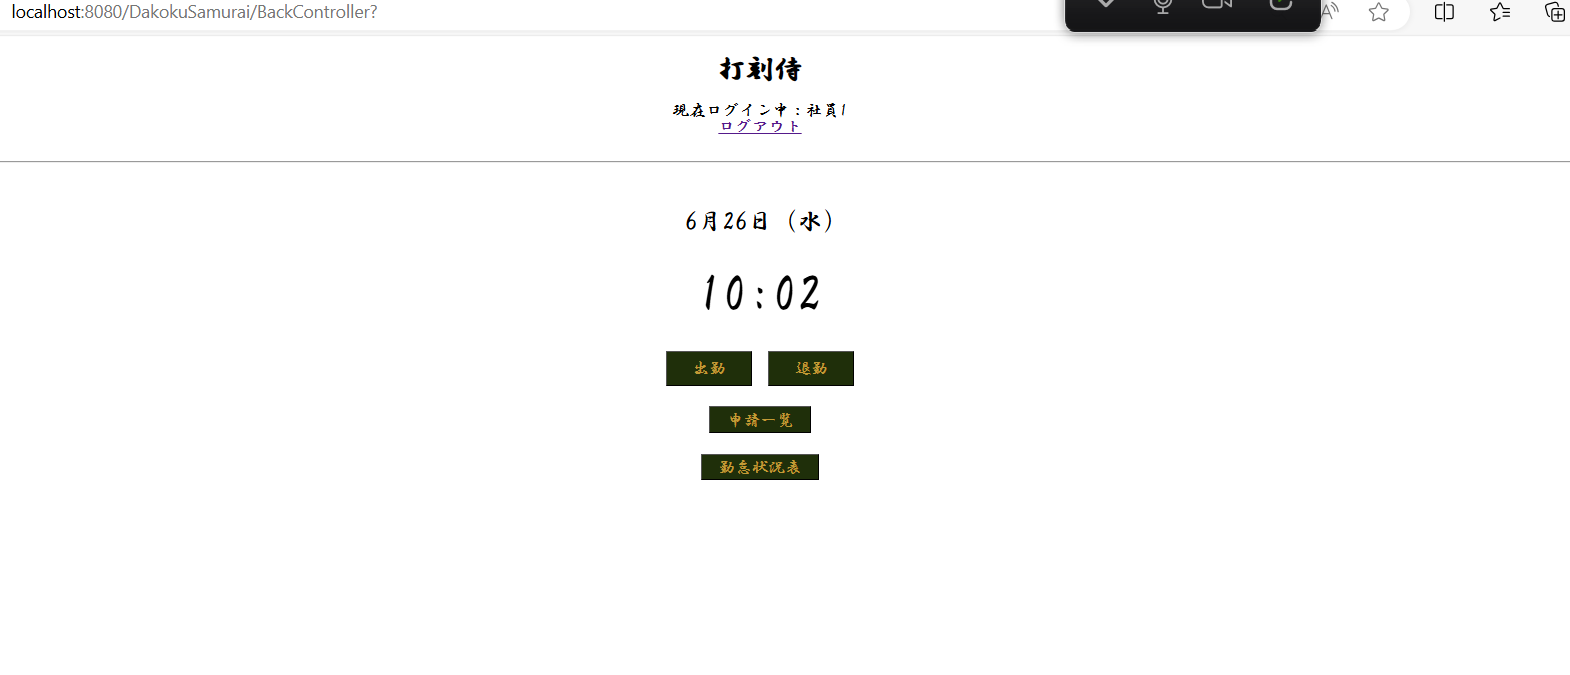 localhost:8080/DakokuSamurai/BackController?
打刻侍
現在ログイン中：社員1
ログアウト
6月26日（水）
10:02
出勤 退勤
申請一覧
勤怠状況表